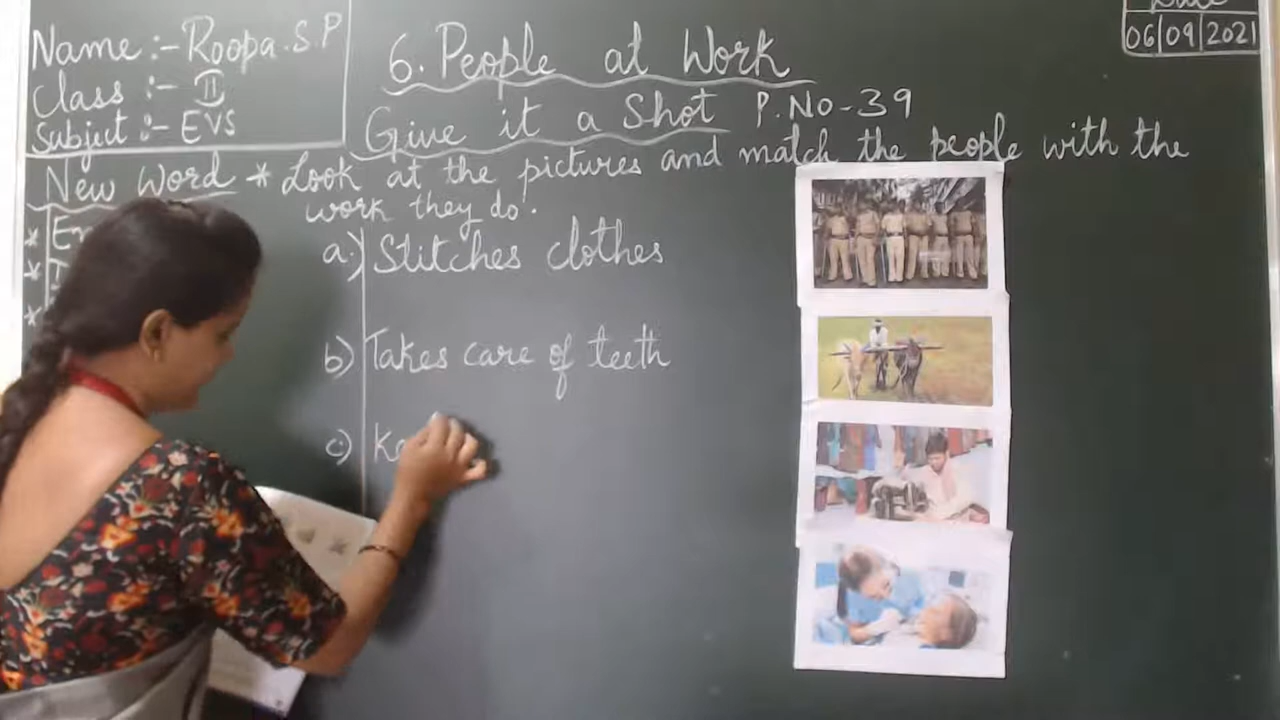 Name :- Roopa.S.P
Class :- II
Subject :- EVS
Date
06|09|2021
6. People at Work
Give it a Shot P.No-39
New Word
* Look at the pictures and match the people with the
work they do.
a.) Stitches clothes
b) Takes care of teeth
c)